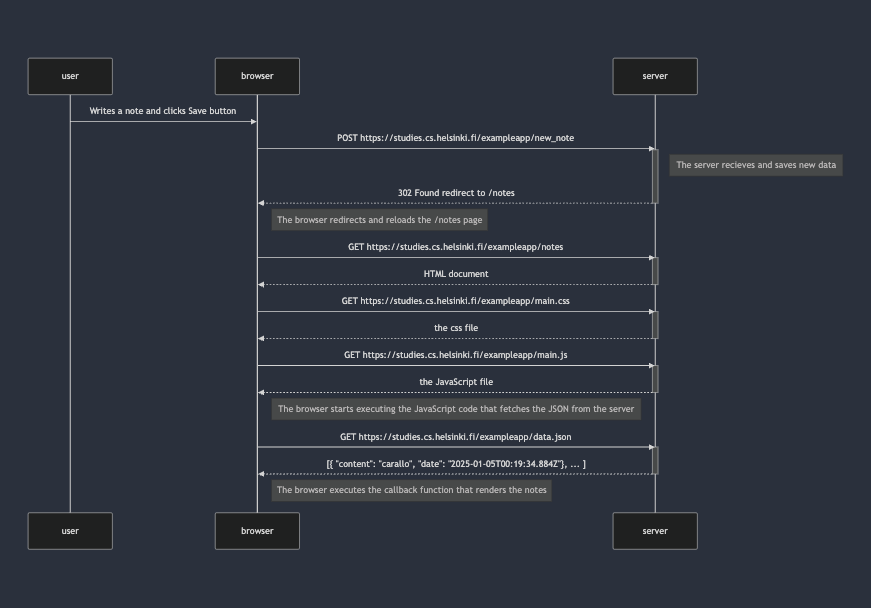 user
browser
server
Writes a note and clicks Save button
POST https://studies.cs.helsinki.fi/exampleapp/new_note
The server recieves and saves new data
302 Found redirect to /notes
The browser redirects and reloads the /notes page
GET https://studies.cs.helsinki.fi/exampleapp/notes
HTML document
GET https://studies.cs.helsinki.fi/exampleapp/main.css
the css file
GET https://studies.cs.helsinki.fi/exampleapp/main.js
the JavaScript file
The browser starts executing the JavaScript code that fetches the JSON from the server
GET https://studies.cs.helsinki.fi/exampleapp/data.json
[{ "content": "carallo", "date": "2025-01-05T00:19:34.884Z"}, ... ]
The browser executes the callback function that renders the notes
user
browser
server